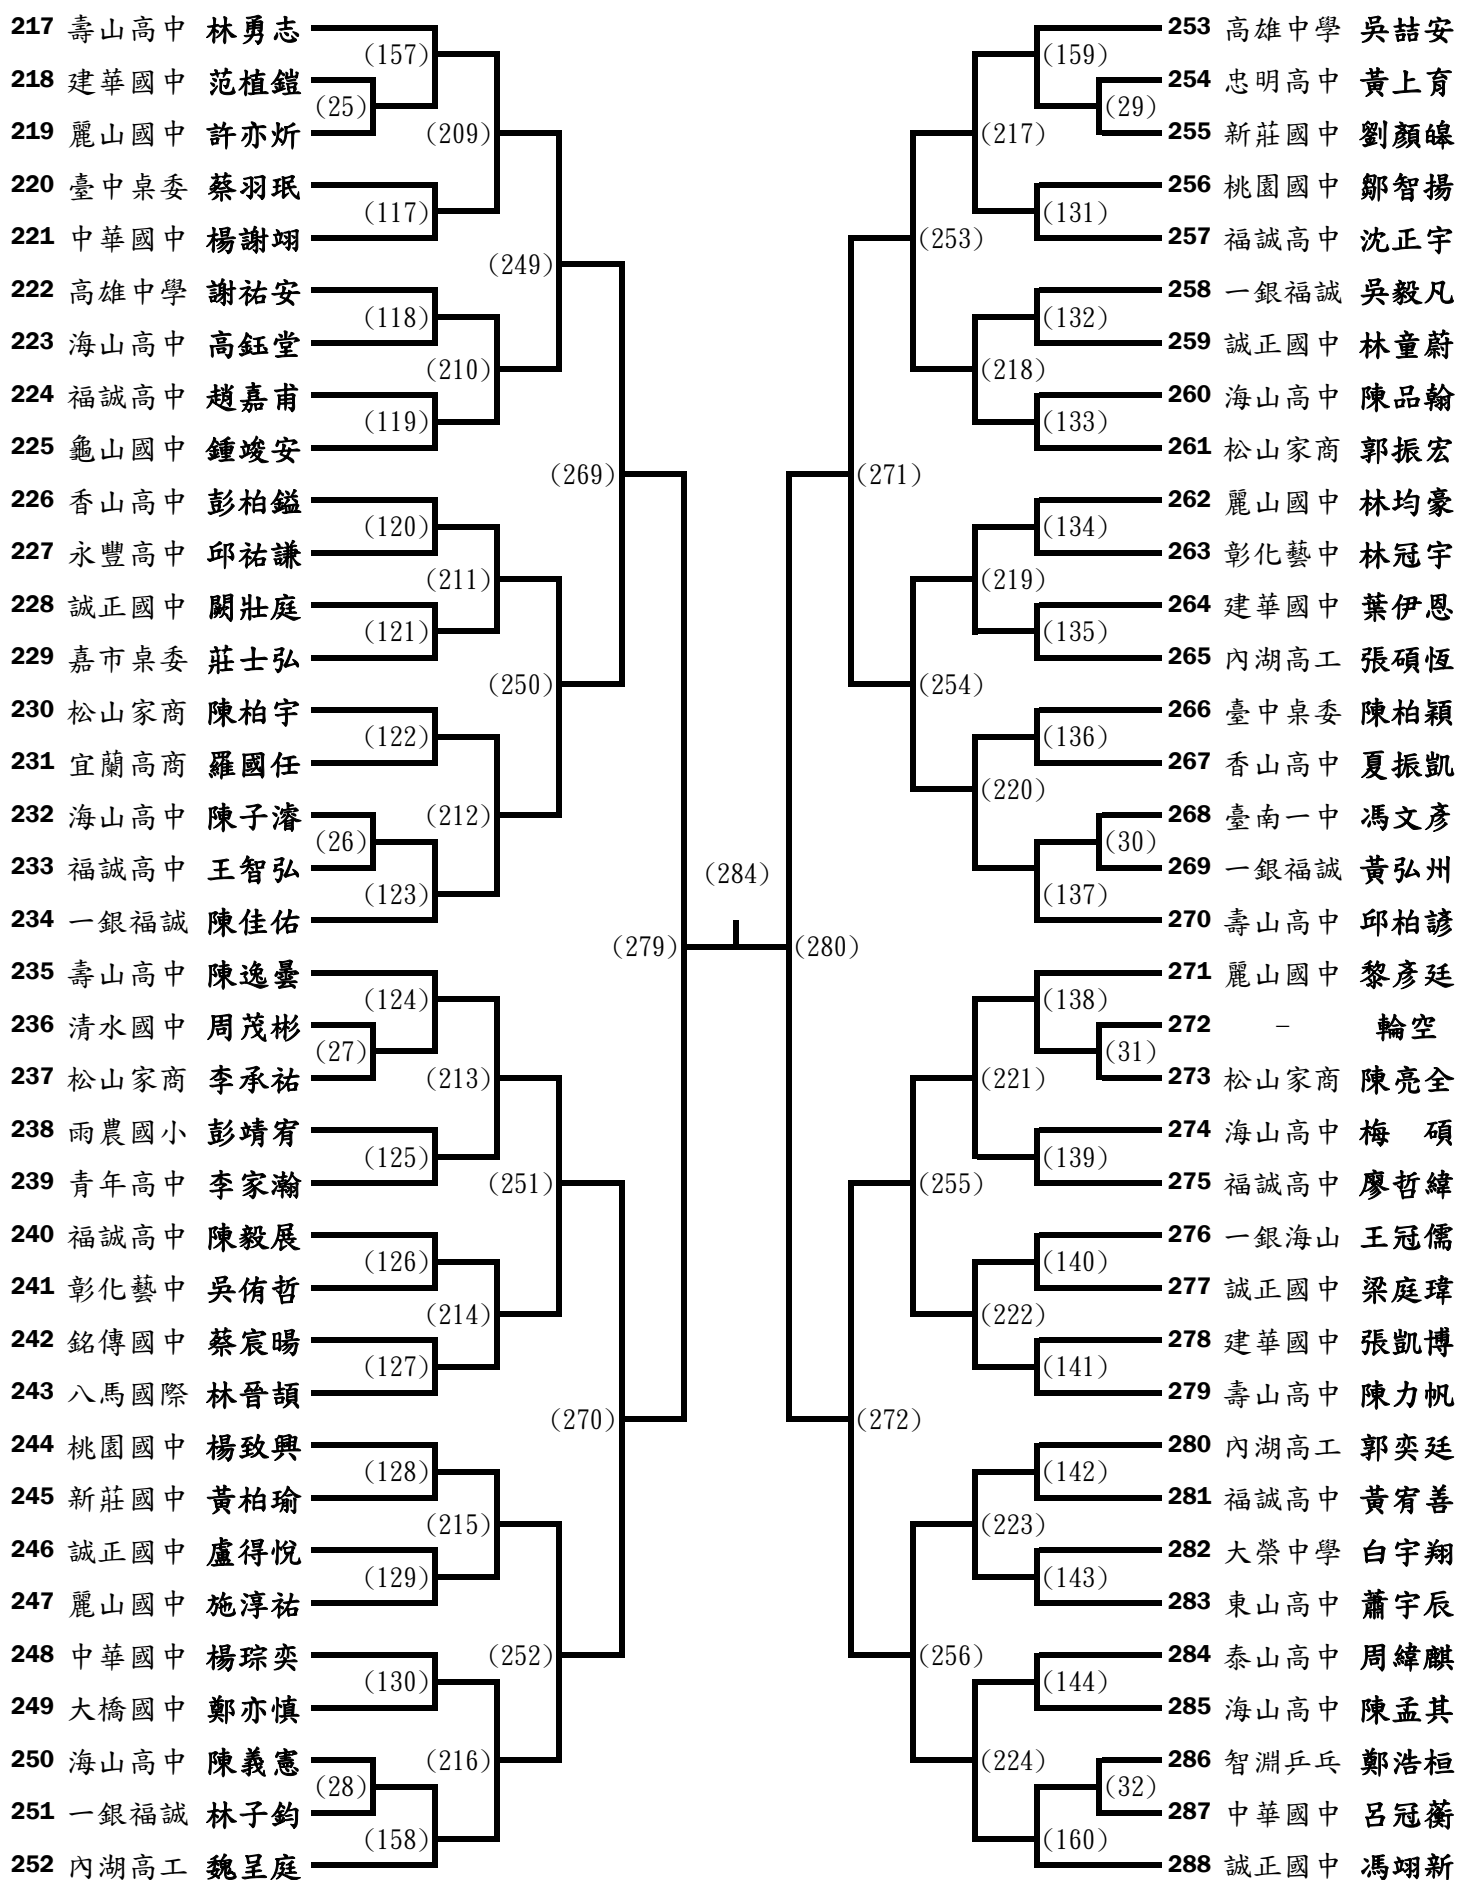 217 壽山高中 林勇志
(157)
218 建華國中 范植鎧
(25)
219 麗山國中 許亦炘
(209)
220 臺中桌委 蔡羽珉
(117)
221 中華國中 楊謝翊
(249)
222 高雄中學 謝祐安
(118)
223 海山高中 高鈺堂
(210)
224 福誠高中 趙嘉甫
(119)
225 龜山國中 鍾竣安
(269)
226 香山高中 彭柏鎰
(120)
227 永豐高中 邱祐謙
(211)
228 誠正國中 闕壯庭
(121)
229 嘉市桌委 莊士弘
(250)
230 松山家商 陳柏宇
(122)
231 宜蘭高商 羅國任
232 海山高中 陳子濬
(212)
(26)
233 福誠高中 王智弘
(123)
234 一銀福誠 陳佳佑
(279)
235 壽山高中 陳逸曇
(124)
236 清水國中 周茂彬
(27)
237 松山家商 李承祐
(213)
238 雨農國小 彭靖宥
(125)
239 青年高中 李家瀚
(251)
240 福誠高中 陳毅展
(126)
241 彰化藝中 吳侑哲
(214)
242 銘傳國中 蔡宸暘
(127)
243 八馬國際 林晉頡
(270)
244 桃園國中 楊致興
(128)
245 新莊國中 黃柏瑜
(215)
246 誠正國中 盧得悅
(129)
247 麗山國中 施淳祐
248 中華國中 楊琮奕
(252)
(130)
249 大橋國中 鄭亦慎
250 海山高中 陳義憲
(216)
(28)
251 一銀福誠 林子鈞
(158)
252 內湖高工 魏呈庭
(284)
253 高雄中學 吳喆安
(159)
254 忠明高中 黃上育
(29)
255 新莊國中 劉顏皞
(217)
256 桃園國中 鄒智揚
(131)
257 福誠高中 沈正宇
(253)
258 一銀福誠 吳毅凡
(132)
259 誠正國中 林童蔚
(218)
260 海山高中 陳品翰
(133)
261 松山家商 郭振宏
(271)
262 麗山國中 林均豪
(134)
263 彰化藝中 林冠宇
(219)
264 建華國中 葉伊恩
(135)
265 內湖高工 張碩恆
(254)
266 臺中桌委 陳柏穎
(136)
267 香山高中 夏振凱
(220)
268 臺南一中 馮文彥
(30)
269 一銀福誠 黃弘州
(137)
270 壽山高中 邱柏諺
(280)
271 麗山國中 黎彥廷
(138)
272 – 輪空
(31)
273 松山家商 陳亮全
(221)
274 海山高中 梅 碩
(139)
275 福誠高中 廖哲緯
(255)
276 一銀海山 王冠儒
(140)
277 誠正國中 梁庭瑋
(222)
278 建華國中 張凱博
(141)
279 壽山高中 陳力帆
(272)
280 內湖高工 郭奕廷
(142)
281 福誠高中 黃宥善
(223)
282 大榮中學 白宇翔
(143)
283 東山高中 蕭宇辰
284 泰山高中 周緯麒
(256)
(144)
285 海山高中 陳孟其
286 智淵乒乓 鄭浩桓
(224)
(32)
287 中華國中 呂冠蘅
(160)
288 誠正國中 馮翊新